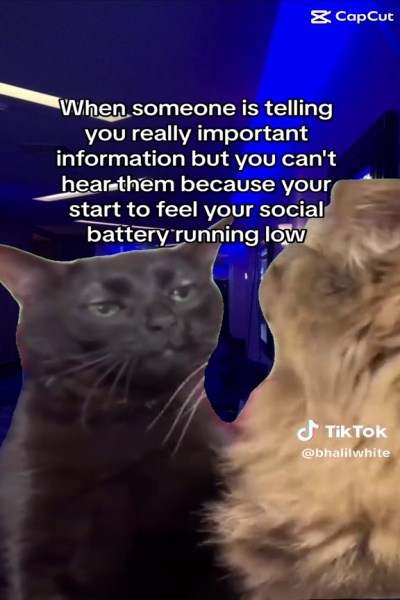 CapCut
When someone is telling
you really important
information but you can't
hear them because your
start to feel your social
battery running low
TikTok
@bhalilwhite